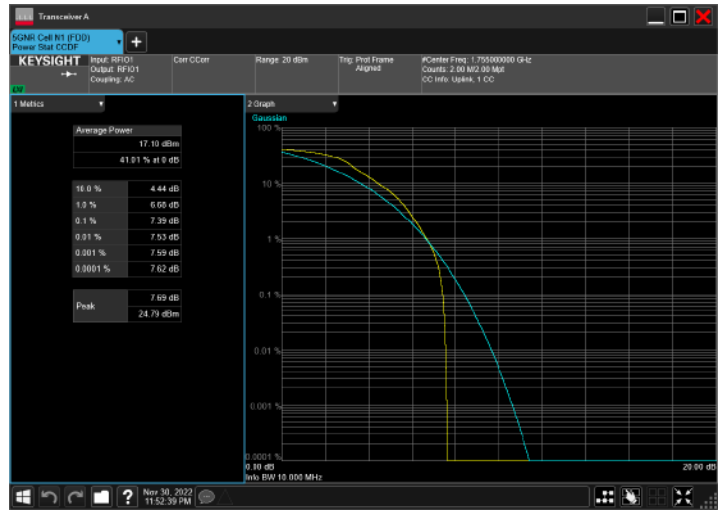 Transceiver A
5GNR Cell N1 (FDD)
Power Stat CCDF
KEYSIGHT
Input: RFIO1
Output: RFIO1
Coupling: AC
Corr CCorr
Range: 20 dBm
Trig: Prot Frame
Aligned
#Center Freq: 1.755000000 GHz
Counts: 2.00 M/2.00 Mpt
CC Info: Uplink, 1 CC
1 Metrics
Average Power
17.10 dBm
41.01 % at 0 dB
10.0 % 4.44 dB
1.0 % 6.68 dB
0.1 % 7.39 dB
0.01 % 7.53 dB
0.001 % 7.59 dB
0.0001 % 7.62 dB
Peak
7.69 dB
24.79 dBm
2 Graph
Gaussian
100 %
10 %
1 %
0.1 %
0.01 %
0.001 %
0.0001 %
0.00 dB
20.00 dB
Info BW 10.000 MHz
?
Nov 30, 2022
11:52:39 PM